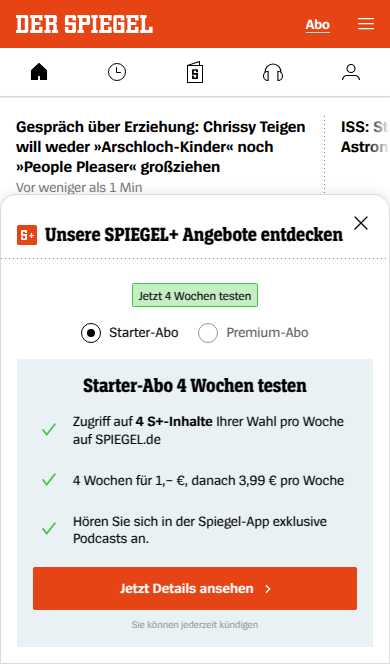 DER SPIEGEL
Abo
Gespräch über Erziehung: Chrissy Teigen
will weder »Arschloch-Kinder« noch
»People Pleaser« großziehen
Vor weniger als 1 Min
ISS: St
Astron
S+ Unsere SPIEGEL+ Angebote entdecken
Jetzt 4 Wochen testen
Starter-Abo
Premium-Abo
Starter-Abo 4 Wochen testen
Zugriff auf 4 S+-Inhalte Ihrer Wahl pro Woche
auf SPIEGEL.de
4 Wochen für 1,– €, danach 3,99 € pro Woche
Hören Sie sich in der Spiegel-App exklusive
Podcasts an.
Jetzt Details ansehen
Sie können jederzeit kündigen